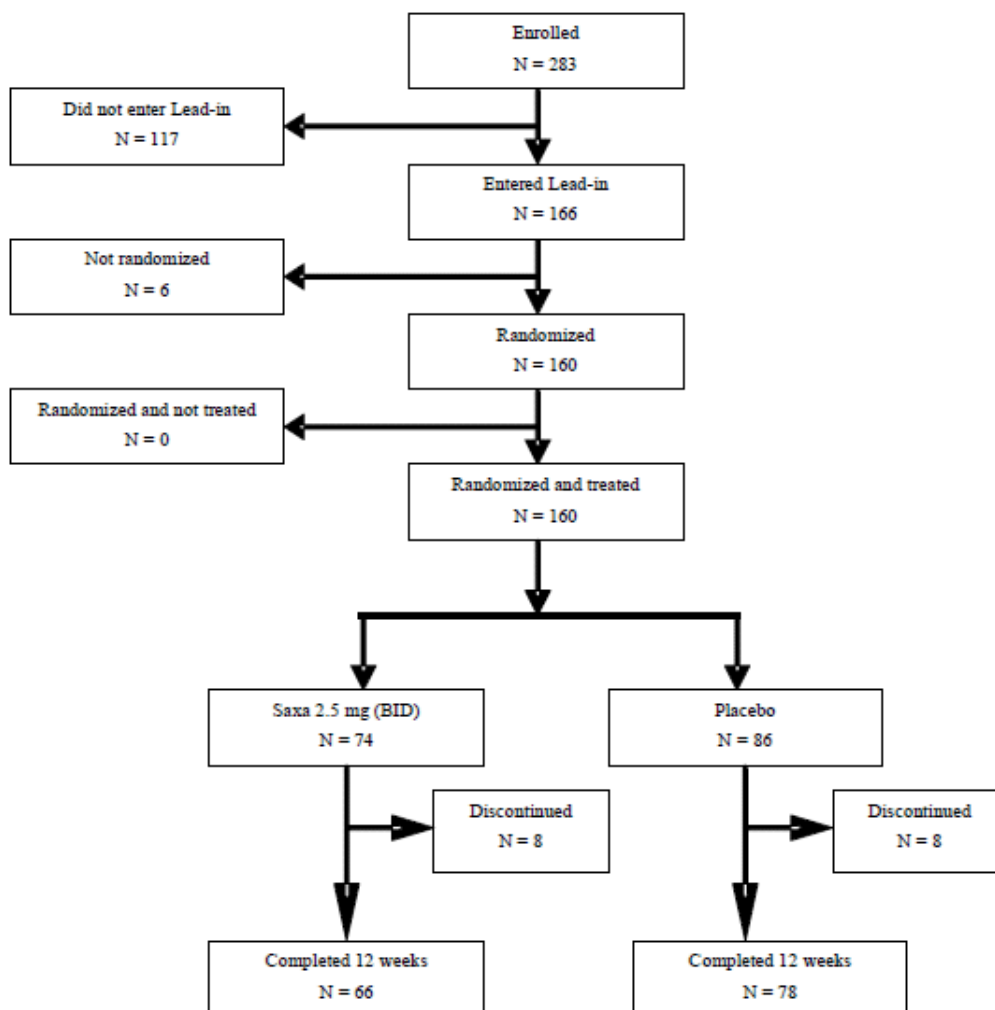 Enrolled
N = 283
Did not enter Lead-in
N = 117
Entered Lead-in
N = 166
Not randomized
N = 6
Randomized
N = 160
Randomized and not treated
N = 0
Randomized and treated
N = 160
Saxa 2.5 mg (BID)
N = 74
Placebo
N = 86
Discontinued
N = 8
Discontinued
N = 8
Completed 12 weeks
N = 66
Completed 12 weeks
N = 78